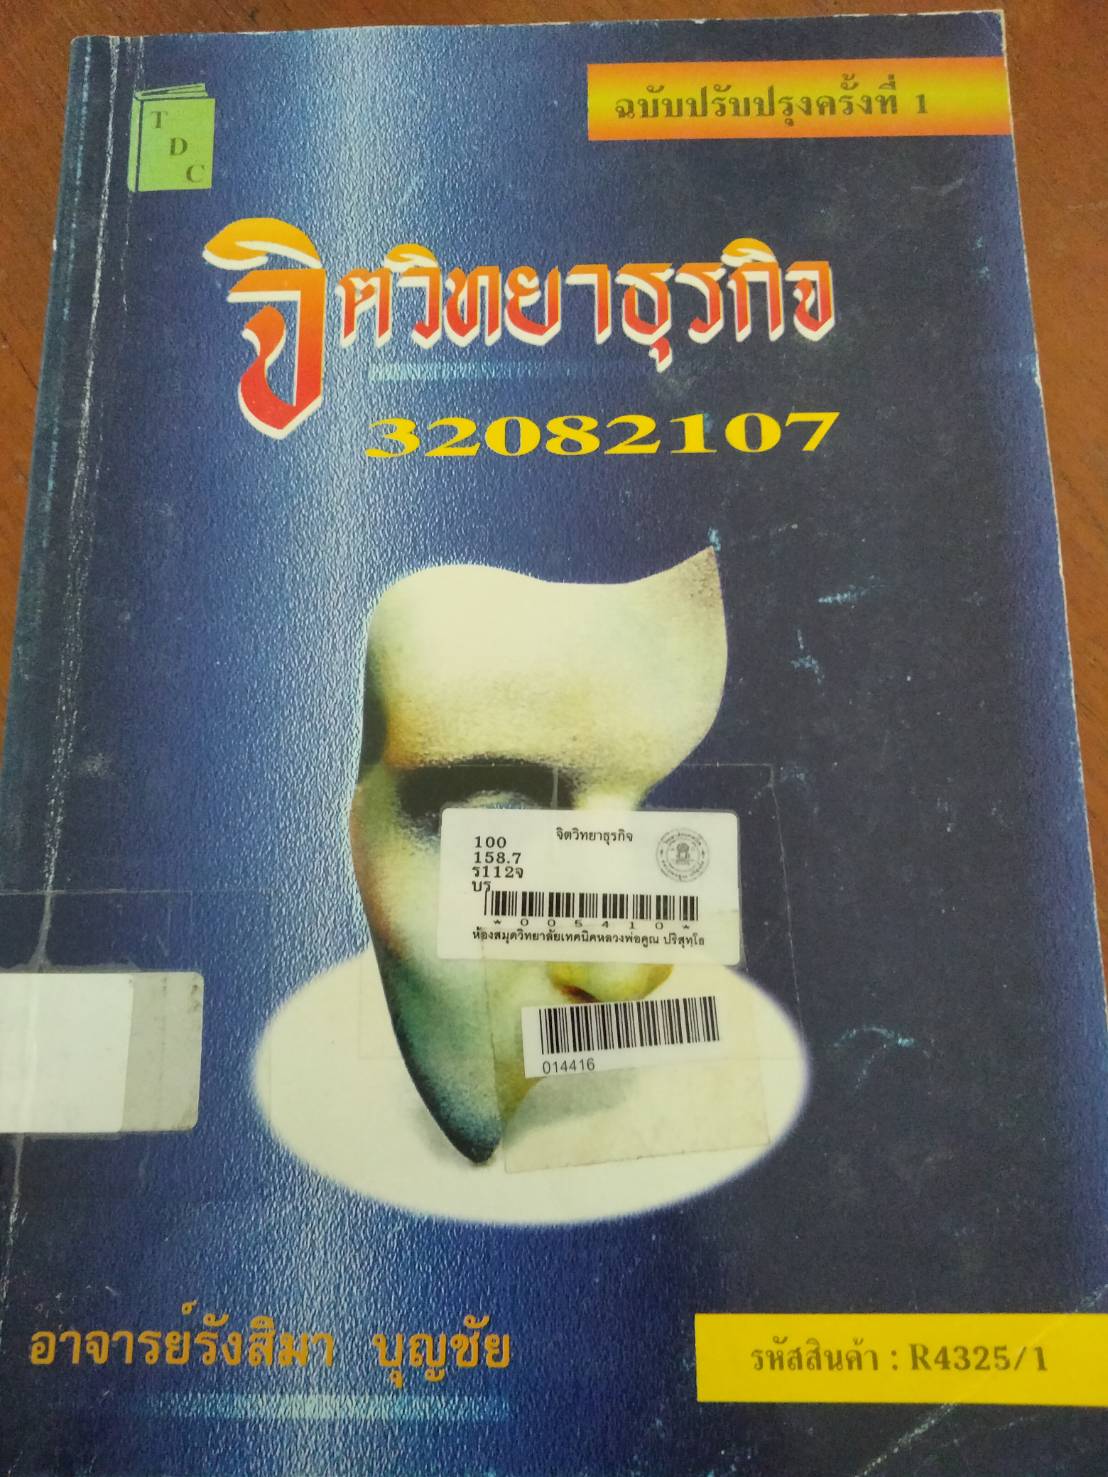 ฉบับปรับปรุงครั้งที่ 1
T
D
C
จิตวิทยาธุรกิจ
32082107
จิตวิทยาธุรกิจ
100
158.7
ร112จ
บร
*005410*
ห้องสมุดวิทยาลัยเทคนิคหลวงพ่อคูณ ปริสุทฺโธ
014416
อาจารย์รังสิมา บุญชัย
รหัสสินค้า : R4325/1